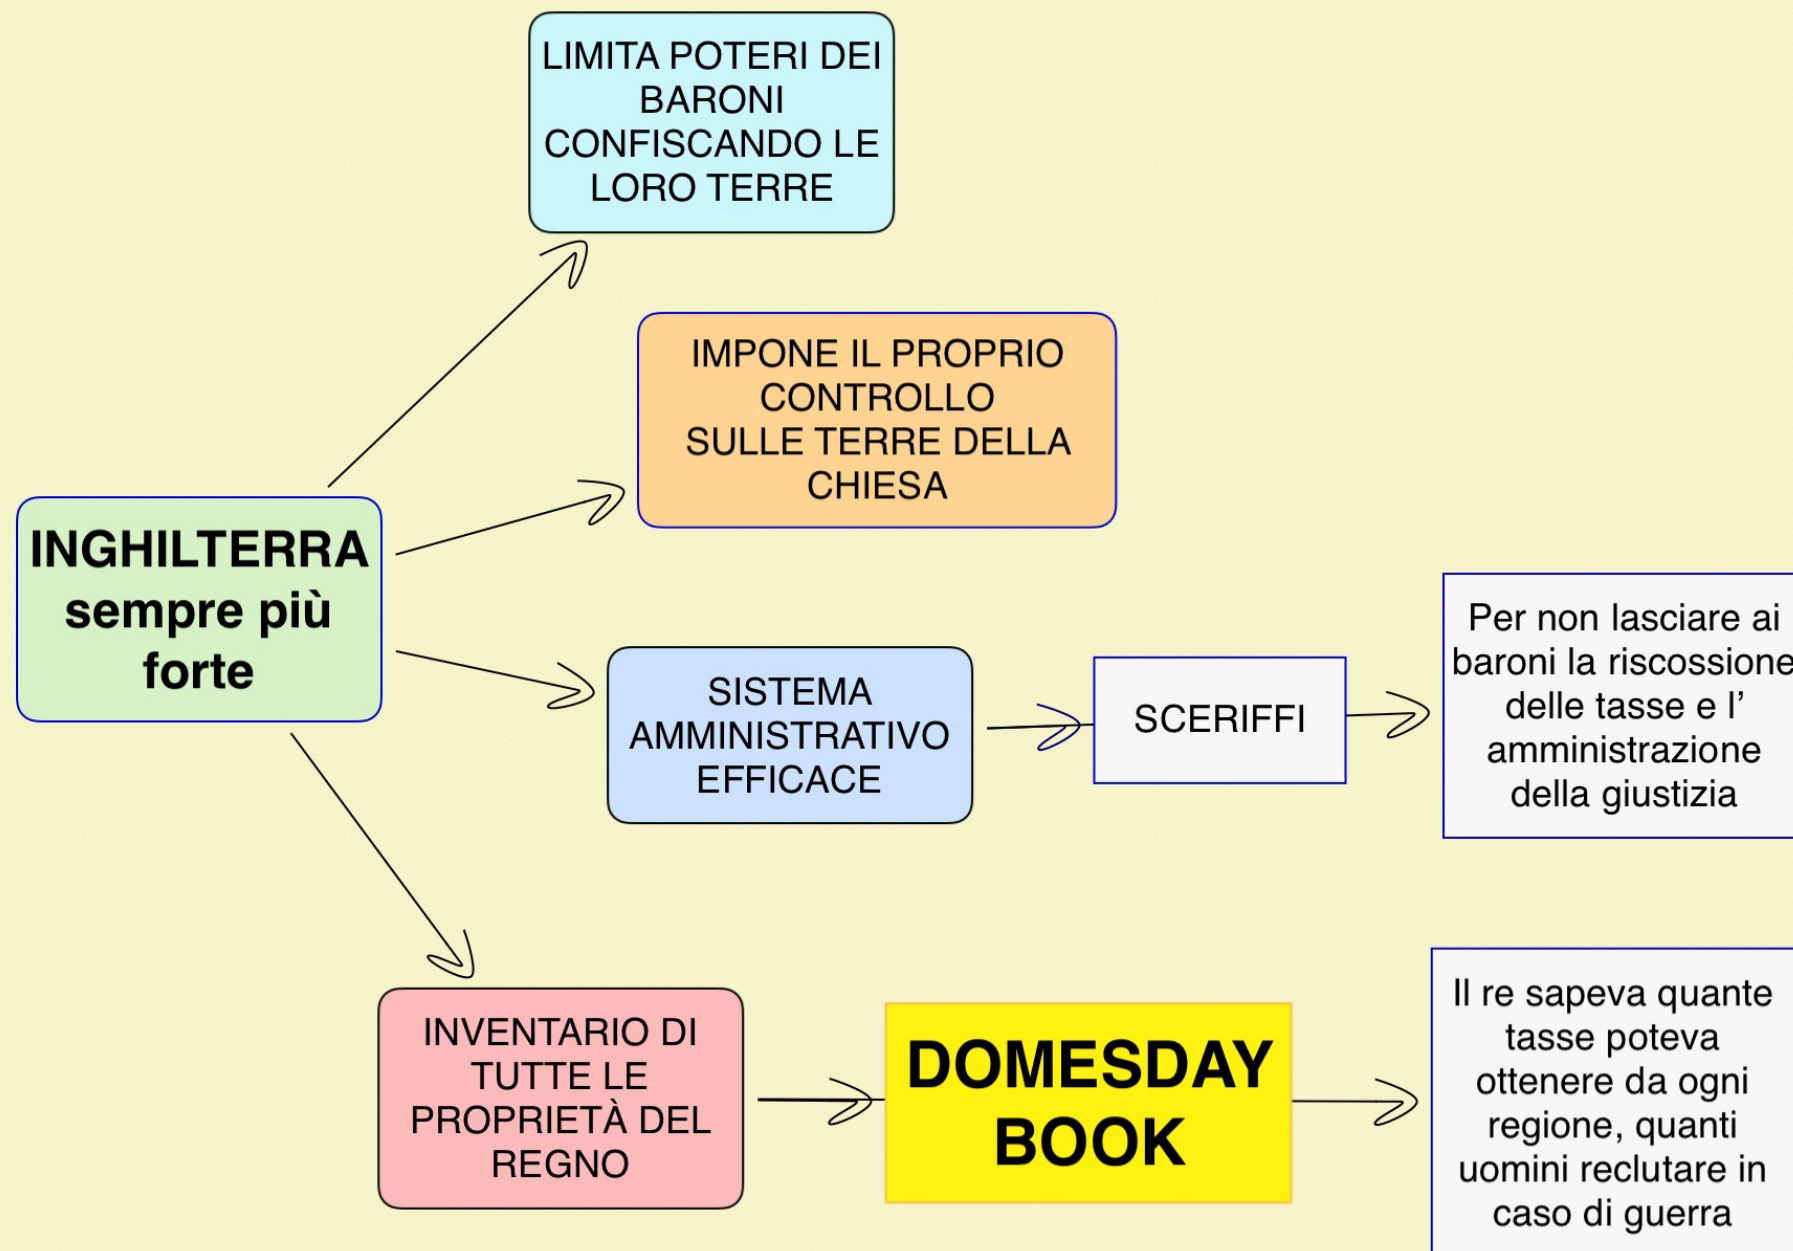 LIMITA POTERI DEI
BARONI
CONFISCANDO LE
LORO TERRE
IMPONE IL PROPRIO
CONTROLLO
SULLE TERRE DELLA
CHIESA
INGHILTERRA
sempre più
forte
SISTEMA
AMMINISTRATIVO
EFFICACE
SCERIFFI
Per non lasciare ai
baroni la riscossione
delle tasse e l’
amministrazione
della giustizia
INVENTARIO DI
TUTTE LE
PROPRIETÀ DEL
REGNO
DOMESDAY
BOOK
Il re sapeva quante
tasse poteva
ottenere da ogni
regione, quanti
uomini reclutare in
caso di guerra